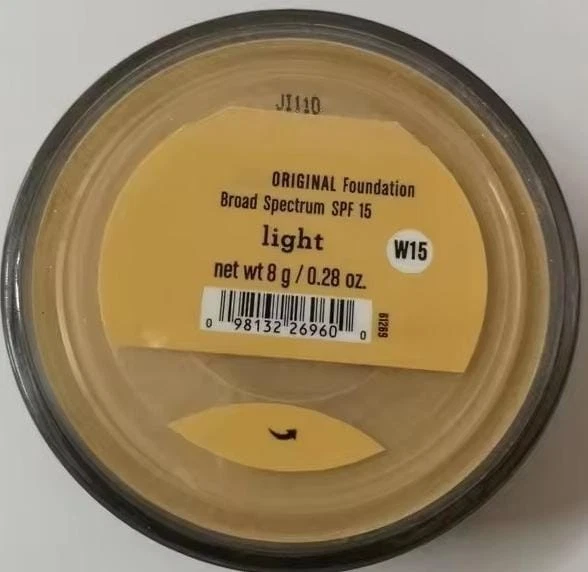 JI110
ORIGINAL Foundation
Broad Spectrum SPF 15
light
W15
net wt 8 g / 0.28 oz.
0 98132 26960 0
61269